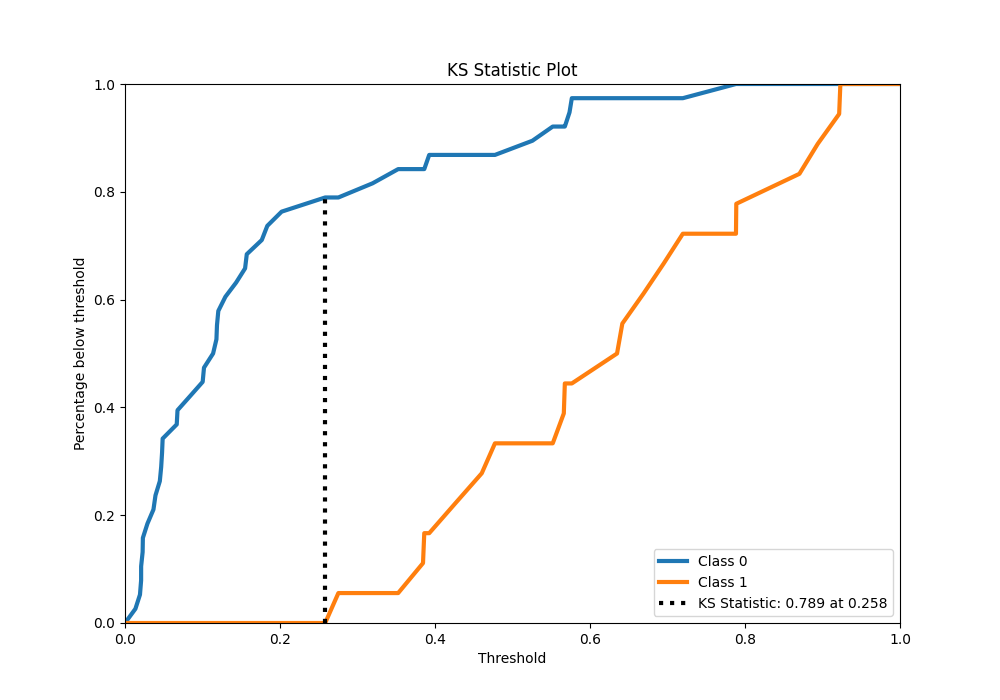 KS Statistic Plot
1.0
0.8
0.6
0.4
0.2
0.0
Percentage below threshold
0.0 0.2 0.4 0.6 0.8 1.0
Threshold
Class 0
Class 1
KS Statistic: 0.789 at 0.258